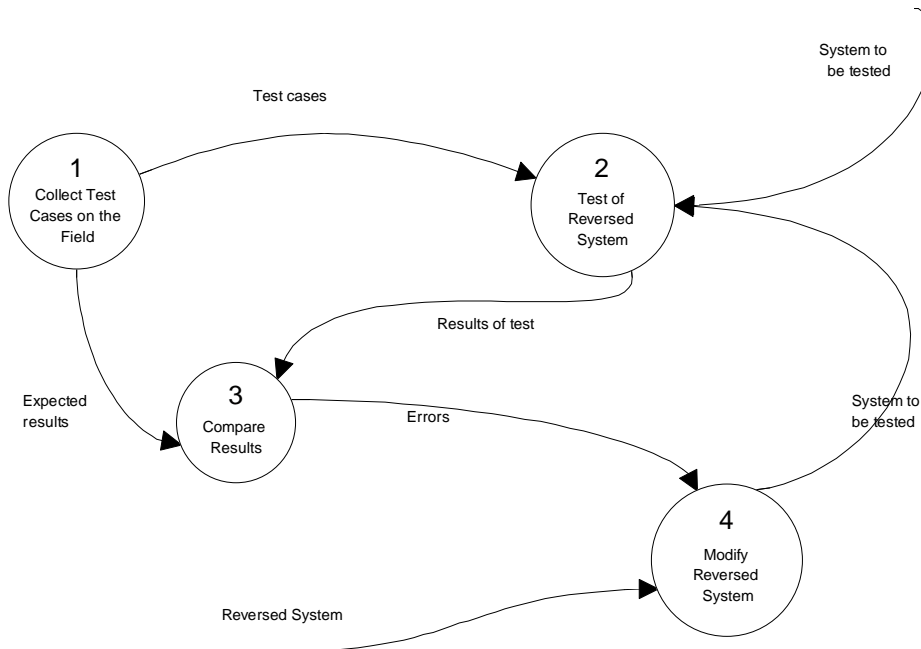 System to
be tested
Test cases
1
Collect Test
Cases on the
Field
2
Test of
Reversed
System
Results of test
Expected
results
3
Compare
Results
Errors
System to
be tested
4
Modify
Reversed
System
Reversed System